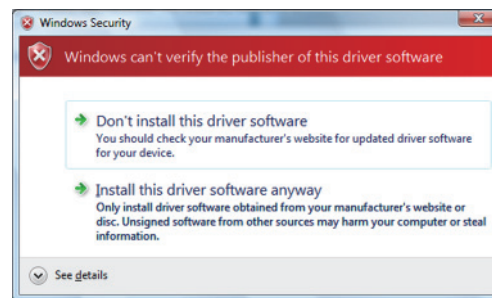 Windows Security
Windows can't verify the publisher of this driver software
Don't install this driver software
You should check your manufacturer's website for updated driver software
for your device.
Install this driver software anyway
Only install driver software obtained from your manufacturer's website or
disc. Unsigned software from other sources may harm your computer or steal
information.
See details